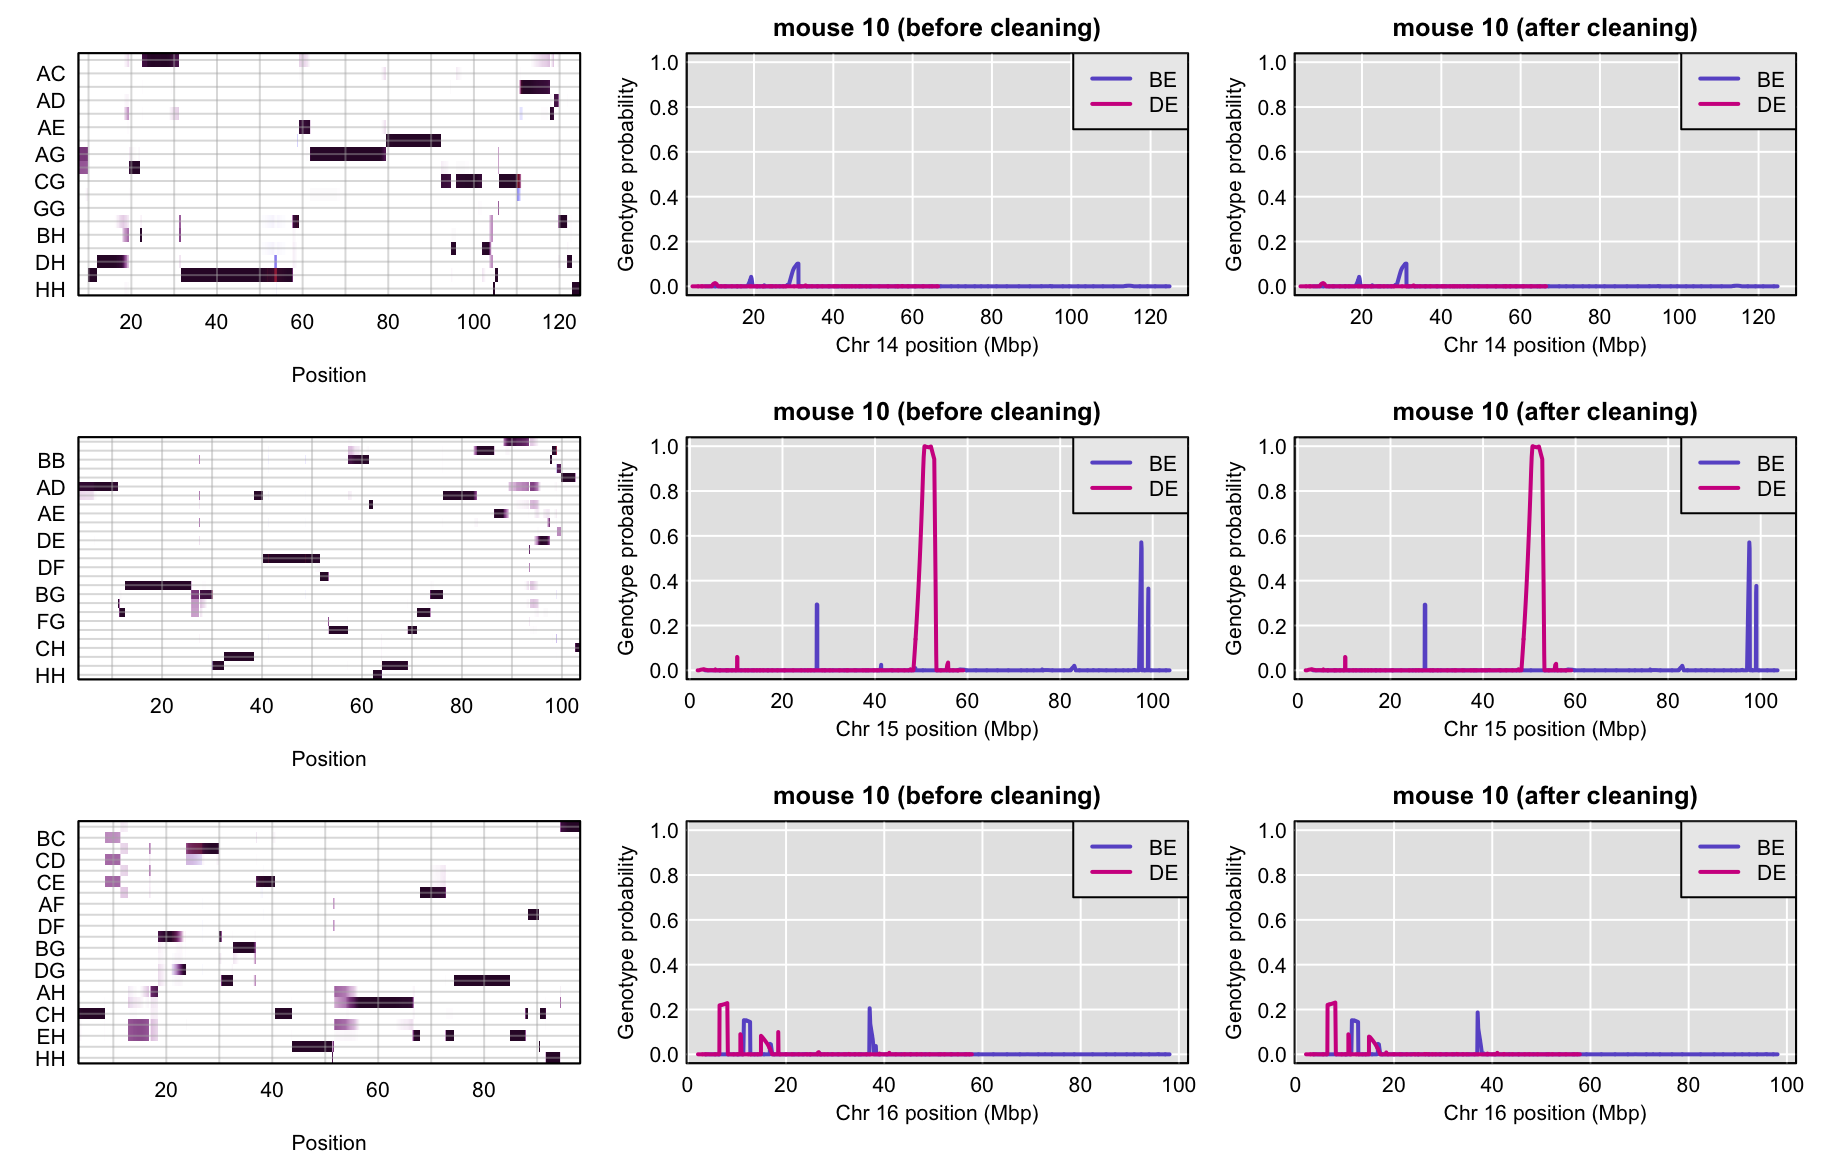 mouse 10 (before cleaning)
mouse 10 (after cleaning)
AC
AD
AE
AG
CG
GG
BH
DH
HH
20 40 60 80 100 120
Position
Genotype probability
1.0
0.8
0.6
0.4
0.2
0.0
BE
DE
20 40 60 80 100 120
Chr 14 position (Mbp)
Genotype probability
1.0
0.8
0.6
0.4
0.2
0.0
BE
DE
20 40 60 80 100 120
Chr 14 position (Mbp)
mouse 10 (before cleaning)
mouse 10 (after cleaning)
BB
AD
AE
DE
DF
BG
FG
CH
HH
20 40 60 80 100
Position
Genotype probability
1.0
0.8
0.6
0.4
0.2
0.0
BE
DE
0 20 40 60 80 100
Chr 15 position (Mbp)
Genotype probability
1.0
0.8
0.6
0.4
0.2
0.0
BE
DE
0 20 40 60 80 100
Chr 15 position (Mbp)
mouse 10 (before cleaning)
mouse 10 (after cleaning)
BC
CD
CE
AF
DF
BG
DG
AH
CH
EH
HH
20 40 60 80
Position
Genotype probability
1.0
0.8
0.6
0.4
0.2
0.0
BE
DE
0 20 40 60 80 100
Chr 16 position (Mbp)
Genotype probability
1.0
0.8
0.6
0.4
0.2
0.0
BE
DE
0 20 40 60 80 100
Chr 16 position (Mbp)